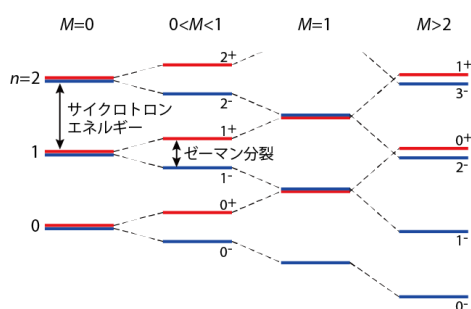 M=0
0<M<1
M=1
M>2
n=2
サイクロトロン
エネルギー
2+
2-
1+
3-
1
1+
ゼーマン分裂
1-
0+
2-
0
0+
0-
1-
0-